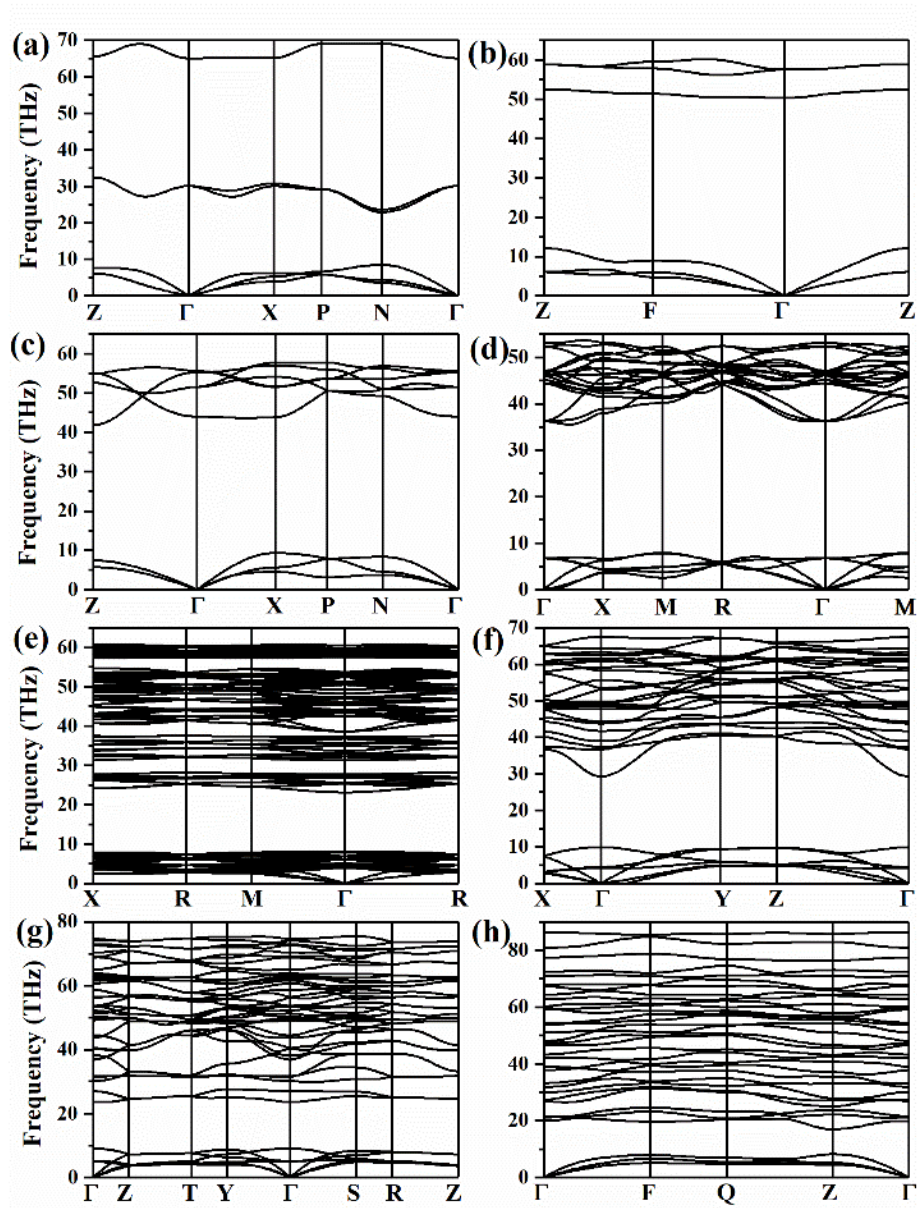 (a)
70
60
50
40
30
20
10
0
Frequency (THz)
Z Γ X P N Γ
(b)
60
50
40
30
20
10
0
Z F Γ Z
(c)
60
50
40
30
20
10
0
Frequency (THz)
Z Γ X P N Γ
(d)
50
40
30
20
10
0
Γ X M R Γ M
(e)
60
50
40
30
20
10
0
Frequency (THz)
X R M Γ R
(f)
70
60
50
40
30
20
10
0
X Γ Y Z Γ
(g)
80
60
40
20
0
Frequency (THz)
Γ Z T Y Γ S R Z
(h)
80
60
40
20
0
Γ F Q Z Γ